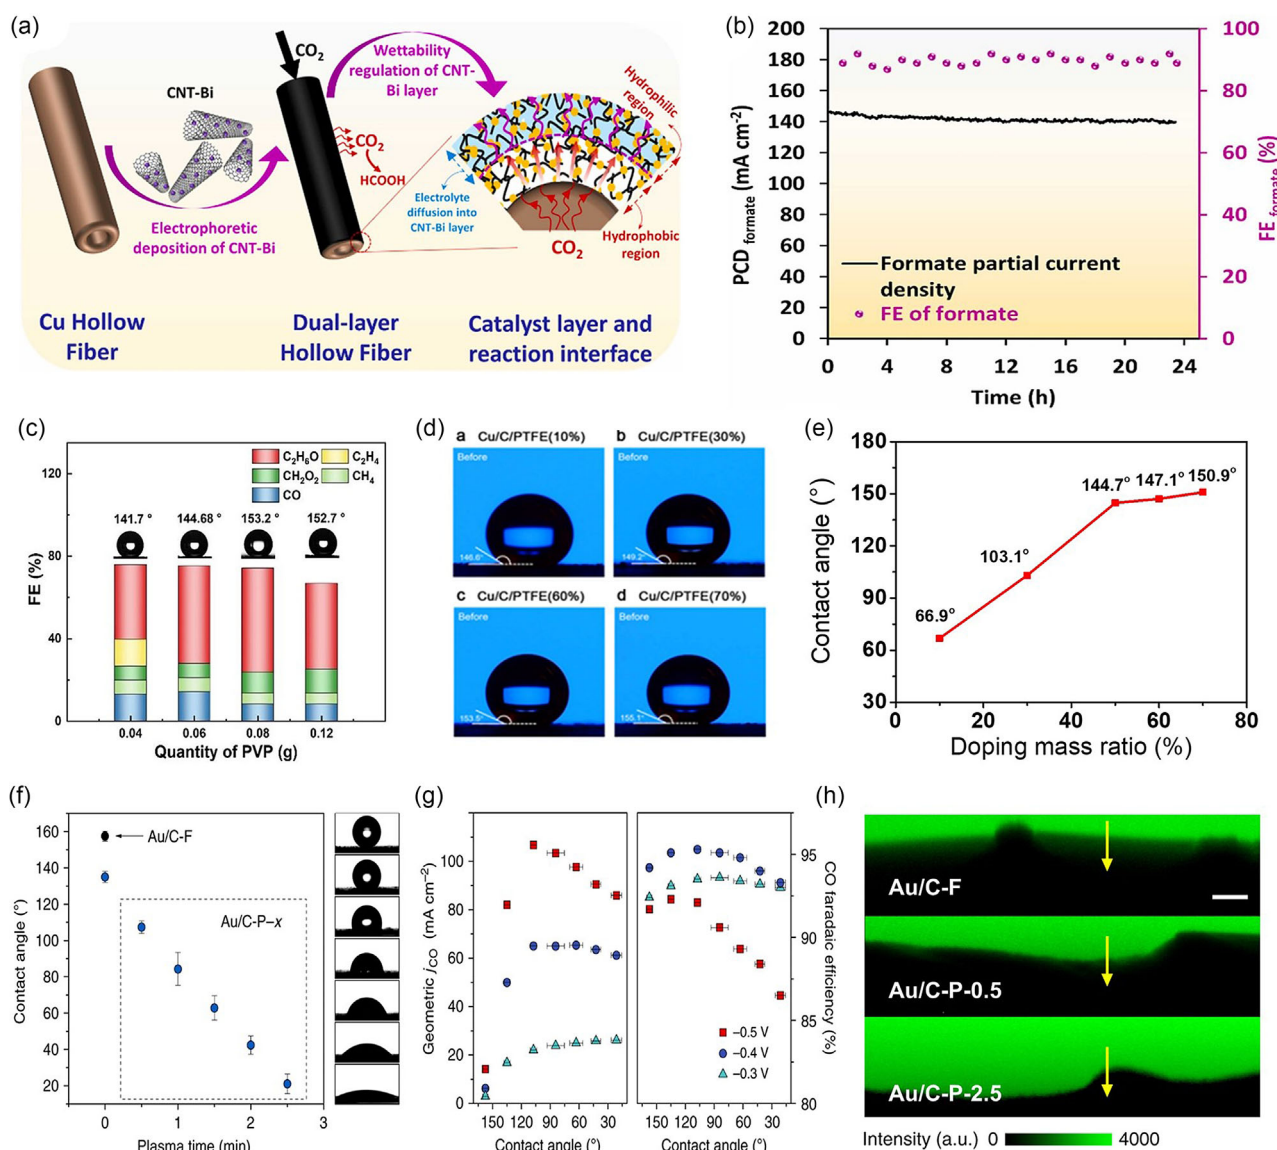 (a)
CO₂
Wettability
regulation of CNT-
Bi layer
CNT-Bi
CO₂
HCOOH
Hydrophilic
region
Electrophoretic
deposition of CNT-Bi
Electrolyte
diffusion into
CNT-Bi layer
CO₂
Hydrophobic
region
Cu Hollow
Fiber
Dual-layer
Hollow Fiber
Catalyst layer and
reaction interface
(b)
200
180
160
140
120
100
80
60
40
20
0
PCD formate (mA cm⁻²)
100
80
60
40
20
0
FE formate (%)
Formate partial current
density
FE of formate
0 4 8 12 16 20 24
Time (h)
(c)
120
80
40
0
FE (%)
C₂H₆O C₂H₄
CH₂O₂ CH₄
CO
141.7 ° 144.68 ° 153.2 ° 152.7 °
0.04 0.06 0.08 0.12
Quantity of PVP (g)
(d)
a Cu/C/PTFE(10%) b Cu/C/PTFE(30%)
Before Before
146.6° 149.2°
c Cu/C/PTFE(60%) d Cu/C/PTFE(70%)
Before Before
153.5° 155.1°
(e)
180
150
120
90
60
30
Contact angle (°)
66.9°
103.1°
144.7° 147.1° 150.9°
0 20 40 60 80
Doping mass ratio (%)
(f)
160
140
120
100
80
60
40
20
Contact angle (°)
Au/C-F
Au/C-P–x
0 1 2 3
Plasma time (min)
(g)
100
80
60
40
20
0
Geometric jCO (mA cm⁻²)
95
90
85
80
CO faradaic efficiency (%)
–0.5 V
–0.4 V
–0.3 V
150 120 90 60 30 150 120 90 60 30
Contact angle (°) Contact angle (°)
(h)
Au/C-F
Au/C-P-0.5
Au/C-P-2.5
Intensity (a.u.) 0 4000